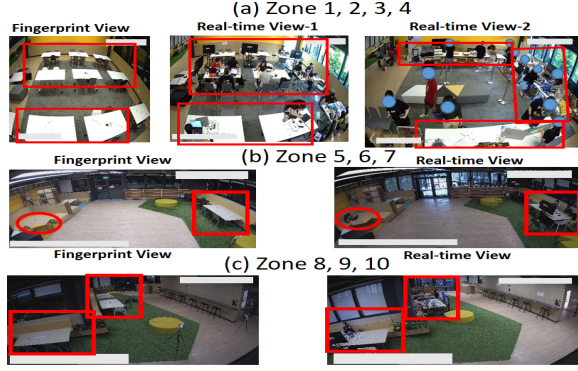 (a) Zone 1, 2, 3, 4
Fingerprint View
Real-time View-1
Real-time View-2
(b) Zone 5, 6, 7
Fingerprint View
Real-time View
(c) Zone 8, 9, 10
Fingerprint View
Real-time View